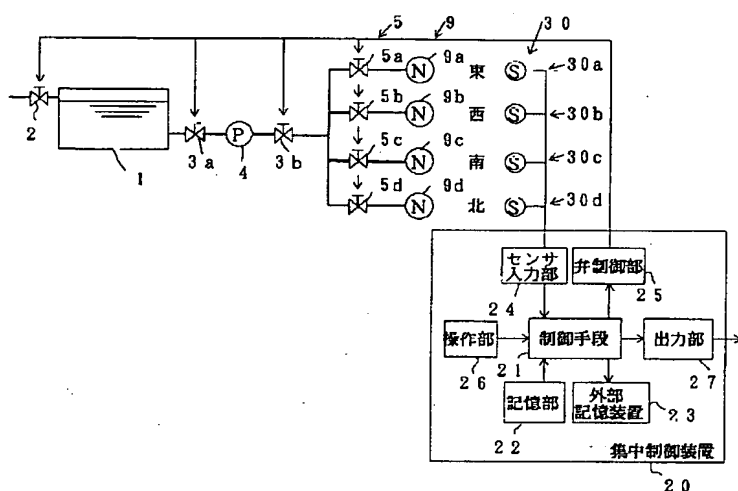 5 9 30
5a 9a 東 S 30a
N
2
5b 9b 西 S 30b
N
P
5c 9c 南 S 30c
N
1 3a 4 3b
5d 9d 北 S 30d
N
センサ
入力部
弁制御部
24 25
操作部 制御手段 出力部
26 21 27
記憶部
外部
記憶装置
22 23
集中制御装置
20